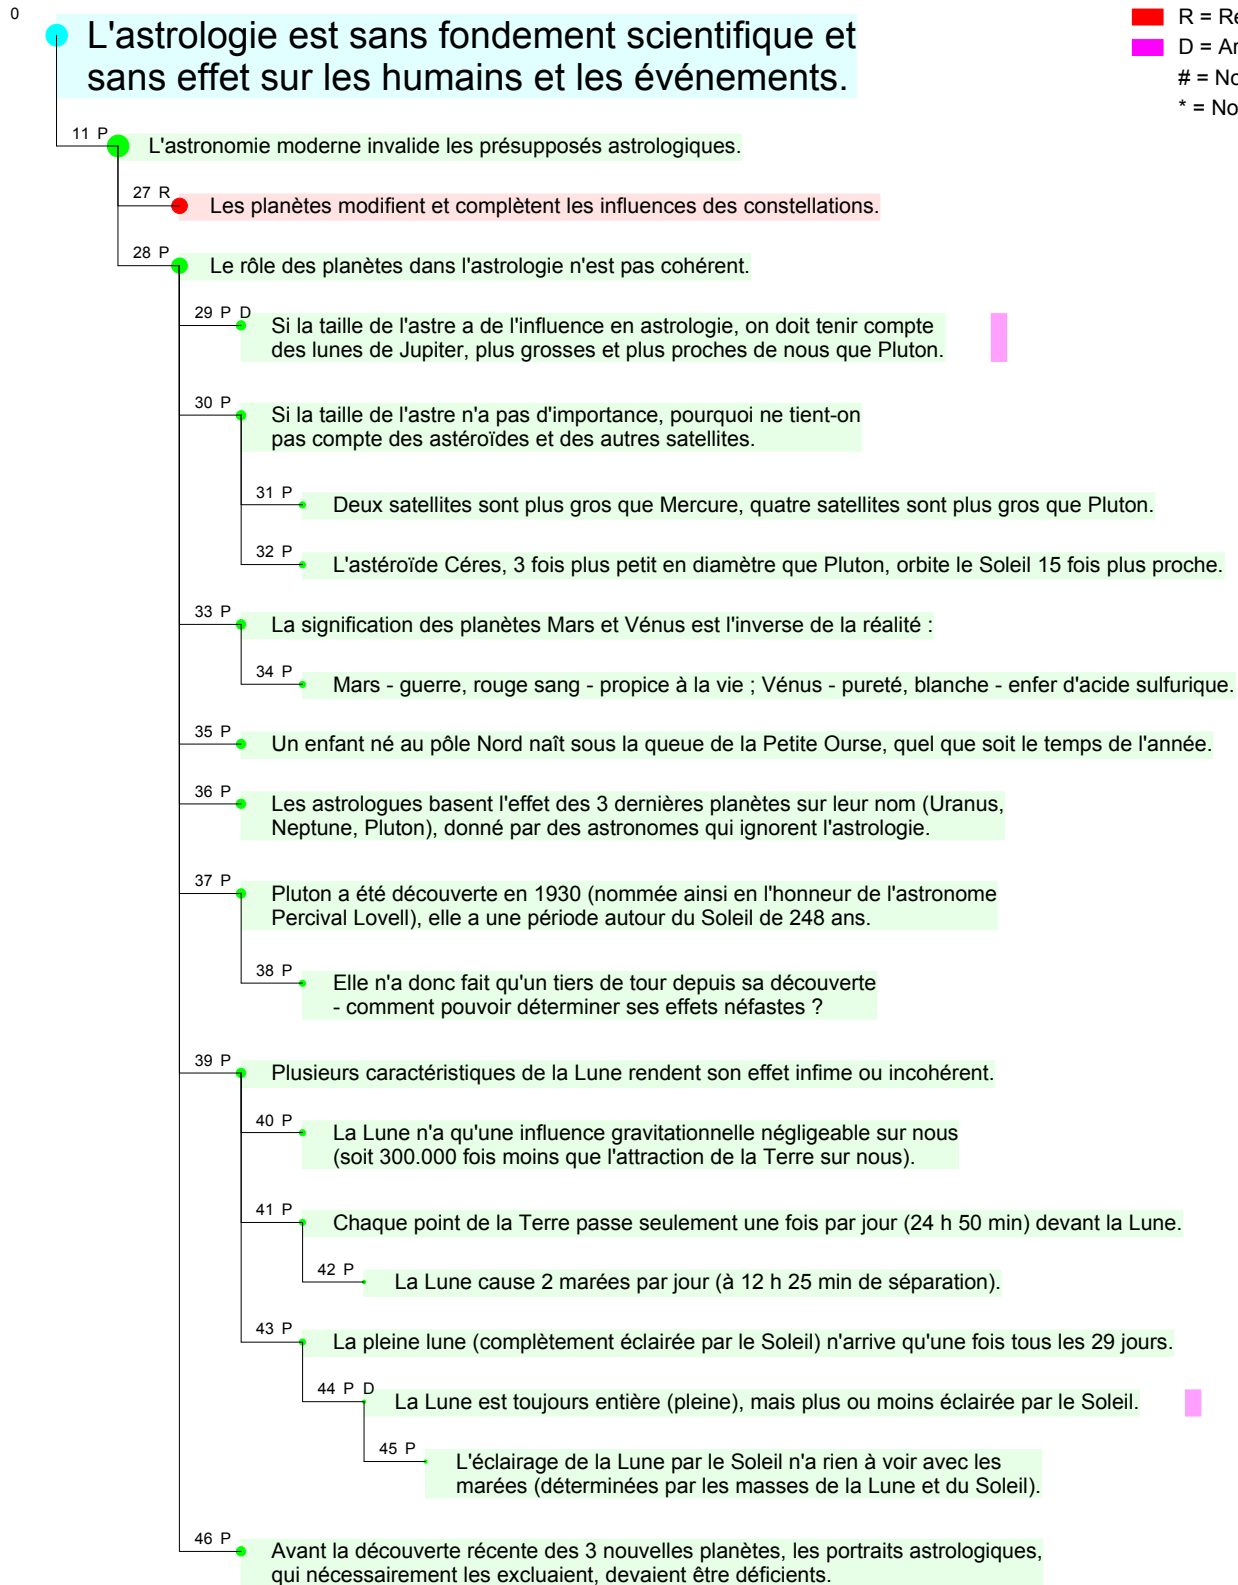 0
L'astrologie est sans fondement scientifique et
sans effet sur les humains et les événements.
R = Re
D = Ar
# = No
* = No
11 P
L'astronomie moderne invalide les présupposés astrologiques.
27 R
Les planètes modifient et complètent les influences des constellations.
28 P
Le rôle des planètes dans l'astrologie n'est pas cohérent.
29 P D
Si la taille de l'astre a de l'influence en astrologie, on doit tenir compte
des lunes de Jupiter, plus grosses et plus proches de nous que Pluton.
30 P
Si la taille de l'astre n'a pas d'importance, pourquoi ne tient-on
pas compte des astéroïdes et des autres satellites.
31 P
Deux satellites sont plus gros que Mercure, quatre satellites sont plus gros que Pluton.
32 P
L'astéroïde Céres, 3 fois plus petit en diamètre que Pluton, orbite le Soleil 15 fois plus proche.
33 P
La signification des planètes Mars et Vénus est l'inverse de la réalité :
34 P
Mars - guerre, rouge sang - propice à la vie ; Vénus - pureté, blanche - enfer d'acide sulfurique.
35 P
Un enfant né au pôle Nord naît sous la queue de la Petite Ourse, quel que soit le temps de l'année.
36 P
Les astrologues basent l'effet des 3 dernières planètes sur leur nom (Uranus,
Neptune, Pluton), donné par des astronomes qui ignorent l'astrologie.
37 P
Pluton a été découverte en 1930 (nommée ainsi en l'honneur de l'astronome
Percival Lovell), elle a une période autour du Soleil de 248 ans.
38 P
Elle n'a donc fait qu'un tiers de tour depuis sa découverte
- comment pouvoir déterminer ses effets néfastes ?
39 P
Plusieurs caractéristiques de la Lune rendent son effet infime ou incohérent.
40 P
La Lune n'a qu'une influence gravitationnelle négligeable sur nous
(soit 300.000 fois moins que l'attraction de la Terre sur nous).
41 P
Chaque point de la Terre passe seulement une fois par jour (24 h 50 min) devant la Lune.
42 P
La Lune cause 2 marées par jour (à 12 h 25 min de séparation).
43 P
La pleine lune (complètement éclairée par le Soleil) n'arrive qu'une fois tous les 29 jours.
44 P D
La Lune est toujours entière (pleine), mais plus ou moins éclairée par le Soleil.
45 P
L'éclairage de la Lune par le Soleil n'a rien à voir avec les
marées (déterminées par les masses de la Lune et du Soleil).
46 P
Avant la découverte récente des 3 nouvelles planètes, les portraits astrologiques,
qui nécessairement les excluaient, devaient être déficients.